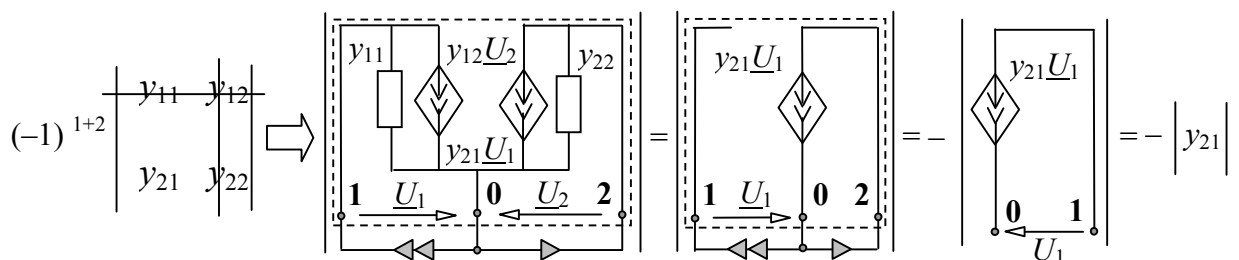 (–1) 1+2
y11 y12
y21 y22
y11 y12U2 y22
y21U1
1 U1 0 U2 2
=
y21U1
1 U1 0 2
= –
y21U1
0 1
U1
= – |y21|